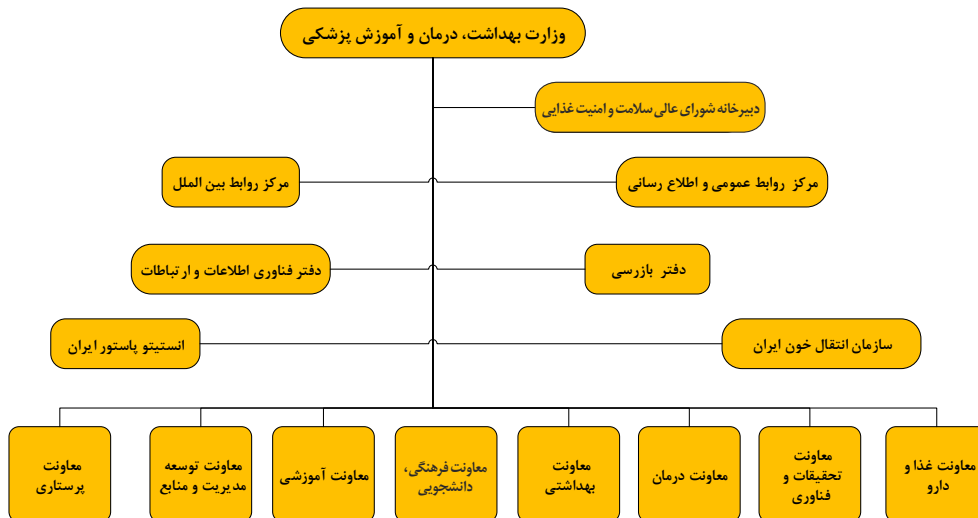 وزارت بهداشت، درمان و آموزش پزشکی
دبیرخانه شورای عالی سلامت و امنیت غذایی
مرکز روابط عمومی و اطلاع رسانی
مرکز روابط بین الملل
دفتر بازرسی
دفتر فناوری اطلاعات و ارتباطات
سازمان انتقال خون ایران
انستیتو پاستور ایران
معاونت غذا و
دارو
معاونت
تحقیقات و
فناوری
معاونت درمان
معاونت
بهداشتی
معاونت فرهنگی،
دانشجویی
معاونت آموزشی
معاونت توسعه
مدیریت و منابع
معاونت
پرستاری